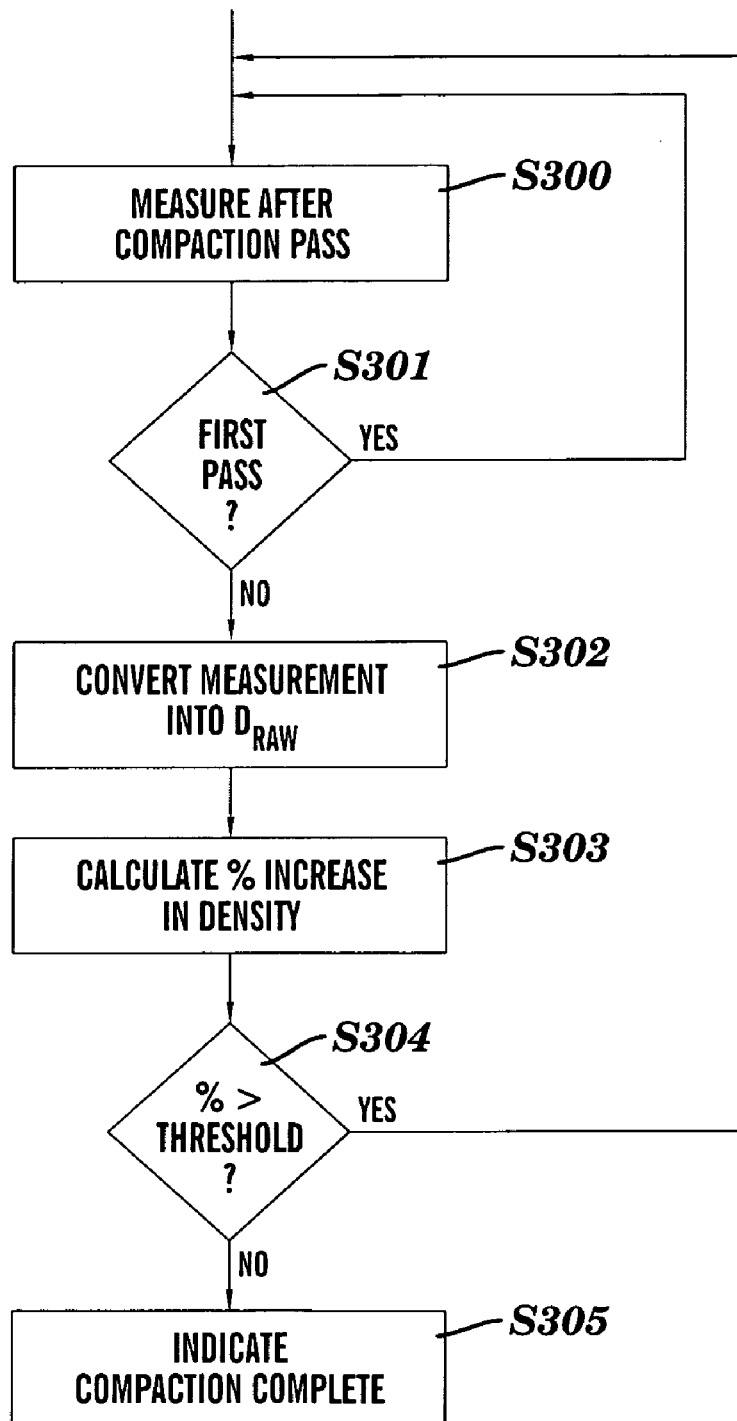 S300
MEASURE AFTER
COMPACTION PASS
S301
FIRST
PASS
?
YES
NO
S302
CONVERT MEASUREMENT
INTO D_RAW
S303
CALCULATE % INCREASE
IN DENSITY
S304
% >
THRESHOLD
?
YES
NO
S305
INDICATE
COMPACTION COMPLETE